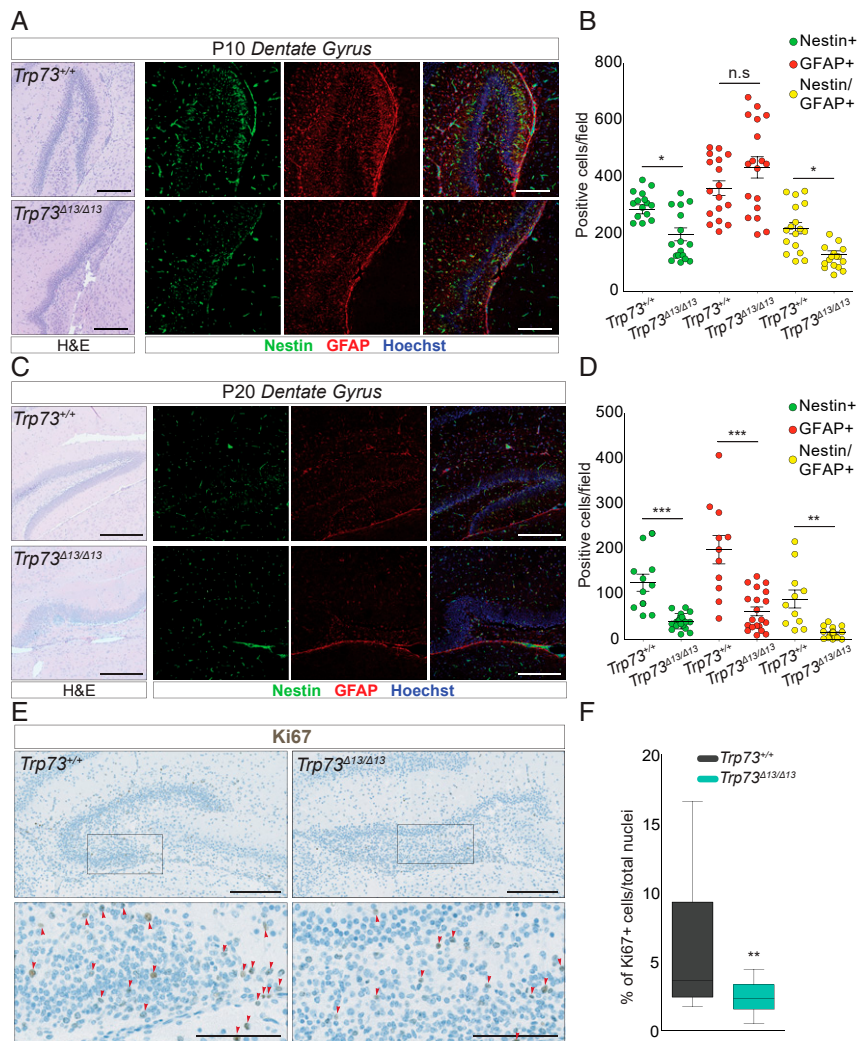 A
P10 Dentate Gyrus
Trp73+/+
Trp73Δ13/Δ13
H&E
Nestin GFAP Hoechst
B
Nestin+
GFAP+
Nestin/
GFAP+
800
600
400
200
0
Positive cells/field
*
n.s
*
Trp73+/+
Trp73Δ13/Δ13
Trp73+/+
Trp73Δ13/Δ13
Trp73+/+
Trp73Δ13/Δ13
C
P20 Dentate Gyrus
Trp73+/+
Trp73Δ13/Δ13
H&E
Nestin GFAP Hoechst
D
Nestin+
GFAP+
Nestin/
GFAP+
500
400
300
200
100
0
Positive cells/field
***
***
**
Trp73+/+
Trp73Δ13/Δ13
Trp73+/+
Trp73Δ13/Δ13
Trp73+/+
Trp73Δ13/Δ13
E
Ki67
Trp73+/+
Trp73Δ13/Δ13
F
Trp73+/+
Trp73Δ13/Δ13
20
15
10
5
0
% of Ki67+ cells/total nuclei
**